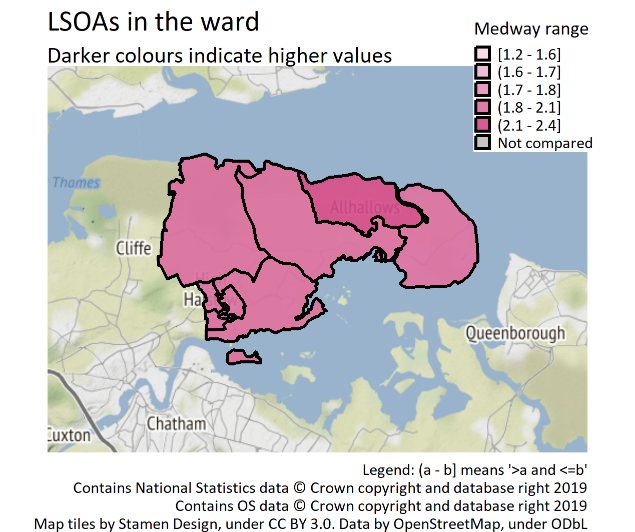 LSOAs in the ward
Darker colours indicate higher values
Medway range
[1.2 - 1.6]
(1.6 - 1.7]
(1.7 - 1.8]
(1.8 - 2.1]
(2.1 - 2.4]
Not compared
Thames
Allhallows
Cliffe
Ha
Queenborough
Chatham
Luxton
Legend: (a - b] means '>a and <=b'
Contains National Statistics data © Crown copyright and database right 2019
Contains OS data © Crown copyright and database right 2019
Map tiles by Stamen Design, under CC BY 3.0. Data by OpenStreetMap, under ODbL